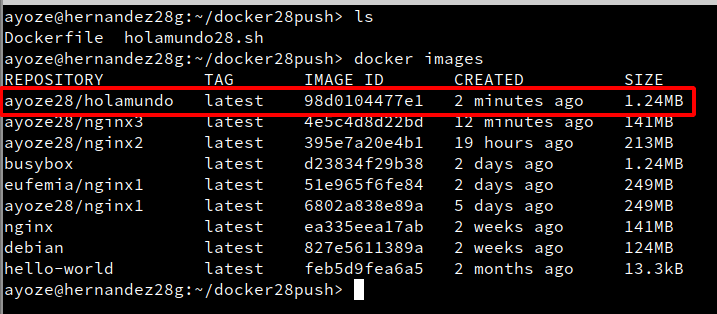 ayoze@hernandez28g:~/docker28push> ls
Dockerfile  holamundo28.sh
ayoze@hernandez28g:~/docker28push> docker images
REPOSITORY        TAG       IMAGE ID       CREATED          SIZE
ayoze28/holamundo   latest    98d0104477e1   2 minutes ago    1.24MB
ayoze28/nginx3      latest    4e5c4d8d22bd   12 minutes ago   141MB
ayoze28/nginx2      latest    395e7a20e4b1   19 hours ago     213MB
busybox             latest    d23834f29b38   2 days ago       1.24MB
eufemia/nginx1      latest    51e965f6fe84   2 days ago       249MB
ayoze28/nginx1      latest    6802a838e89a   5 days ago       249MB
nginx               latest    ea335eea17ab   2 weeks ago      141MB
debian              latest    827e5611389a   2 weeks ago      124MB
hello-world         latest    feb5d9fea6a5   2 months ago     13.3kB
ayoze@hernandez28g:~/docker28push>